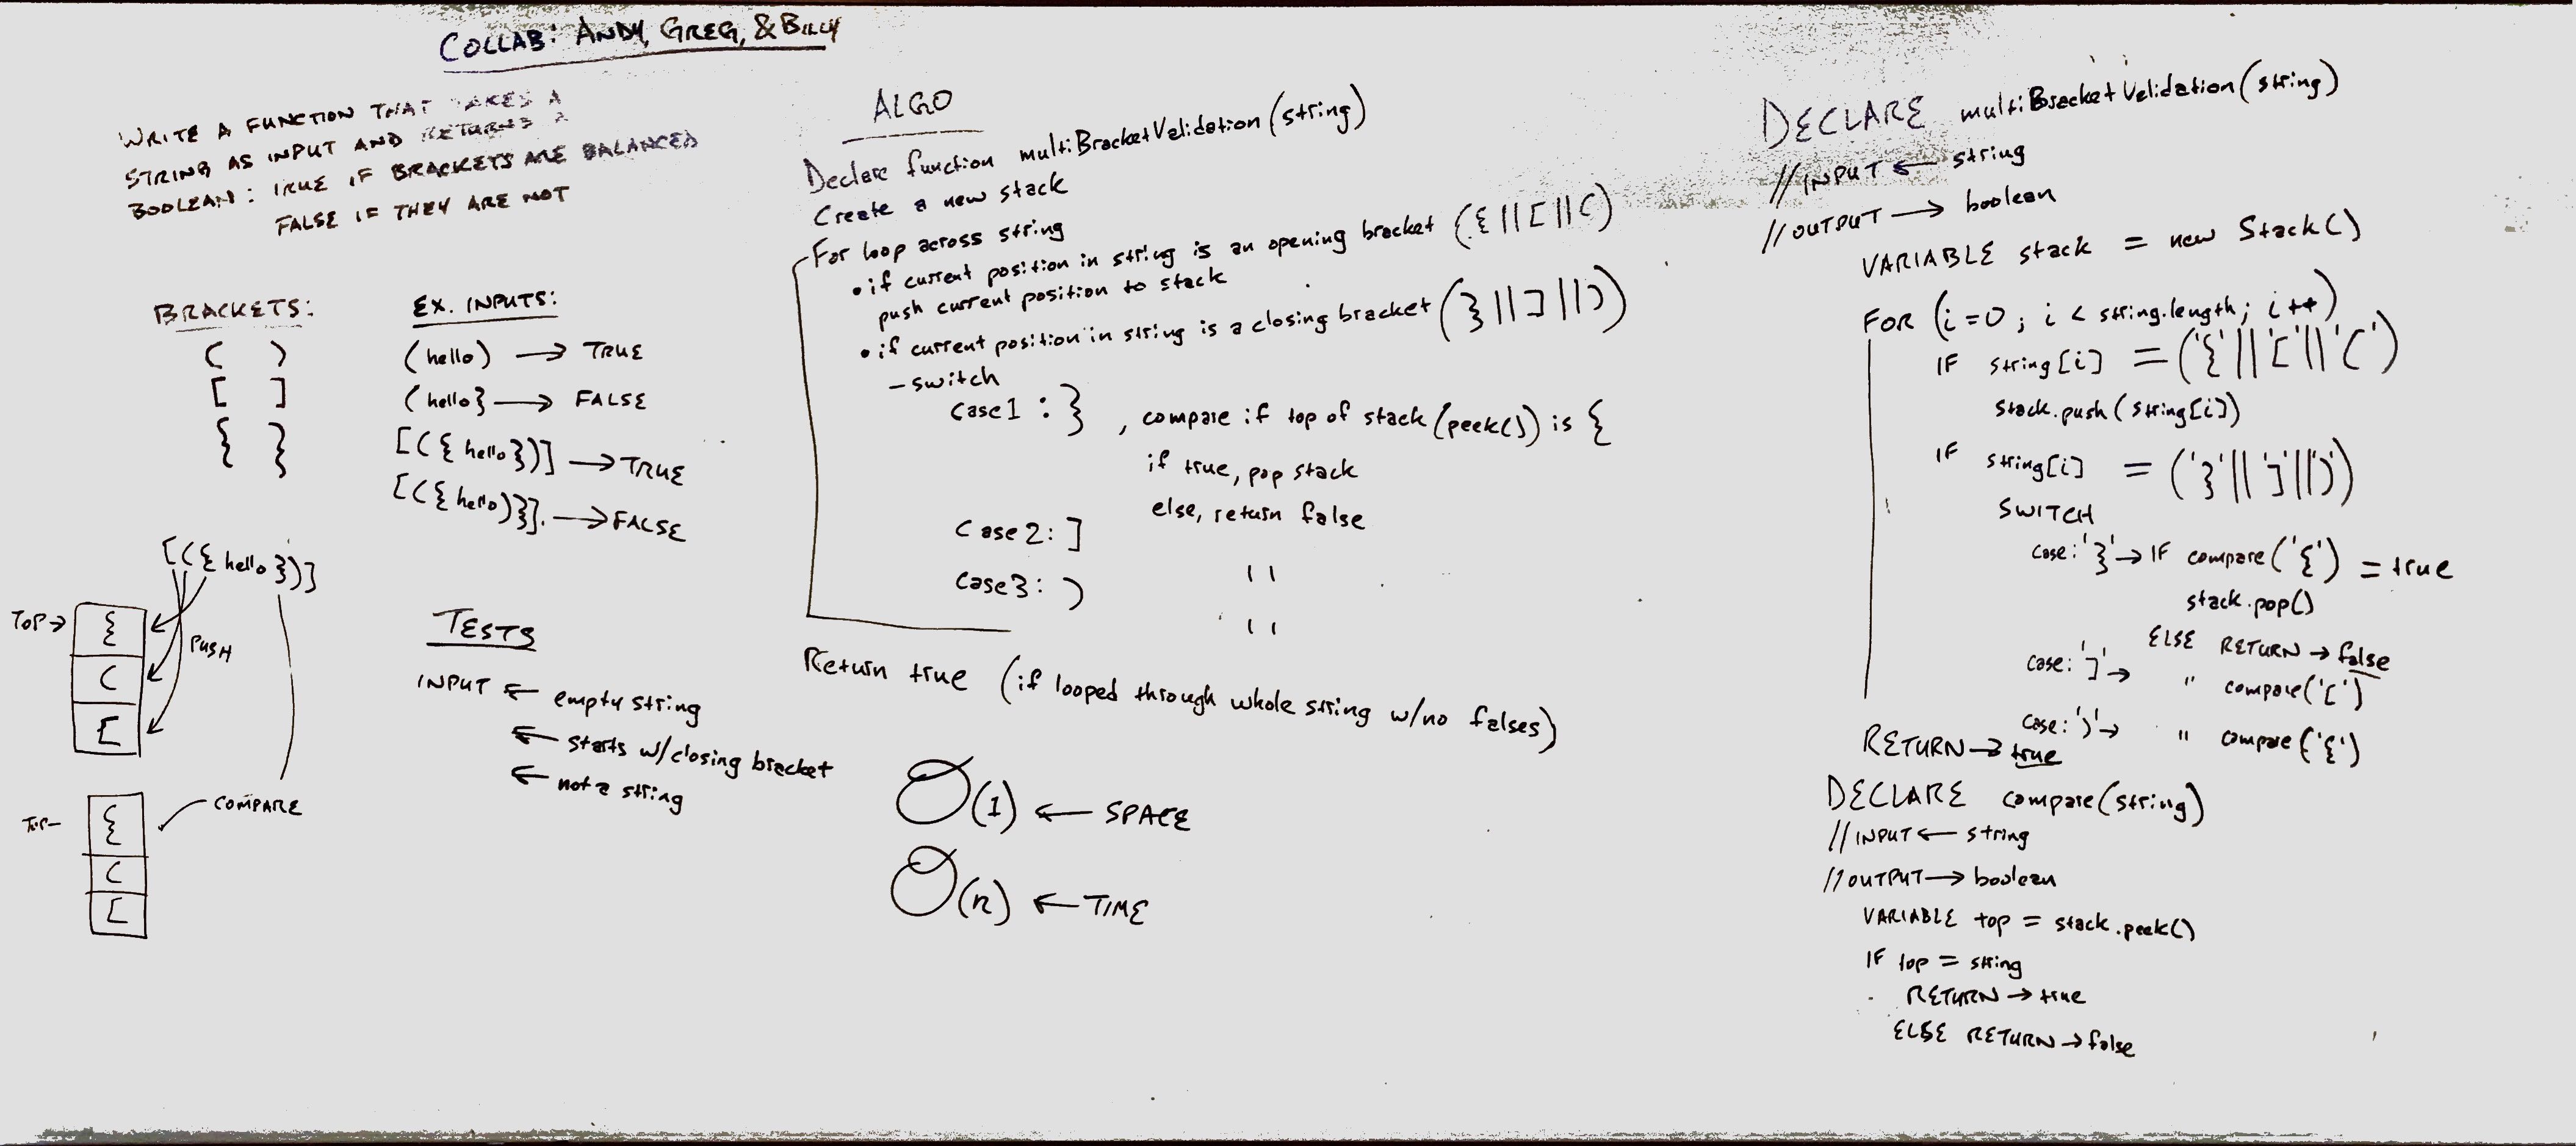 COLLAB: ANDY, GREG, & BILLY
WRITE A FUNCTION THAT TAKES A
STRING AS INPUT AND RETURNS A
BOOLEAN: TRUE IF BRACKETS ARE BALANCED
FALSE IF THEY ARE NOT
BRACKETS:
( )
[ ]
{ }
EX. INPUTS:
(hello) → TRUE
(hello} → FALSE
[({hello})] → TRUE
[({hello)}]. → FALSE
[({hello})]
TOP →
{
(
[
PUSH
TOP-
{
(
[
COMPARE
TESTS
INPUT ← empty string
← starts w/closing bracket
← not a string
ALGO
Declare function multiBracketValidation(string)
Create a new stack
For loop across string
• if current position in string is an opening bracket ({||[||()
push current position to stack
• if current position in string is a closing bracket (}||]||))
- switch
case1: }, compare if top of stack (peek()) is {
if true, pop stack
else, return false
case2: ] "
case3: ) "
Return true (if looped through whole string w/no falses)
O(1) ← SPACE
O(n) ← TIME
DECLARE multiBracketValidation(string)
//INPUT ← string
//OUTPUT → boolean
VARIABLE stack = new Stack()
FOR (i=0; i < string.length; i++)
IF string[i] = ('{'||'['||'(')
stack.push(string[i])
IF string[i] = ('}'||']'||')')
SWITCH
case: '}' → IF compare('{') = true
stack.pop()
ELSE RETURN → false
case: ']' → " compare('[')
case: ')' → " compare('{')
RETURN → true
DECLARE compare(string)
//INPUT ← string
//OUTPUT → boolean
VARIABLE top = stack.peek()
IF top = string
RETURN → true
ELSE RETURN → false